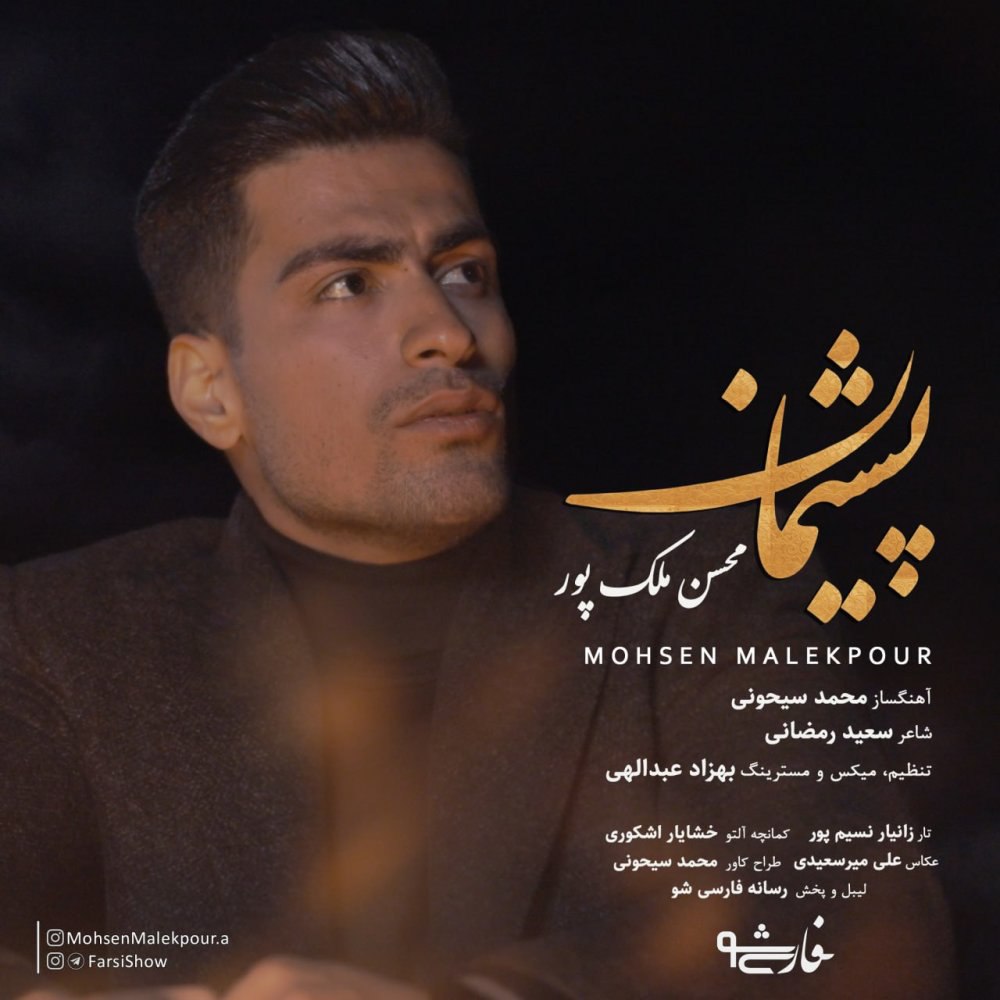 پشیمان
محسن ملک پور
MOHSEN MALEKPOUR
آهنگساز محمد سیحونی
شاعر سعید رمضانی
تنظیم، میکس و مسترینگ بهزاد عبدالهی
تار زانیار نسیم پور کمانچه آلتو خشایار اشکوری
عکاس علی میرسعیدی طراح کاور محمد سیحونی
لیبل و پخش رسانه فارسی شو
فارسی شو
MohsenMalekpour.a
FarsiShow